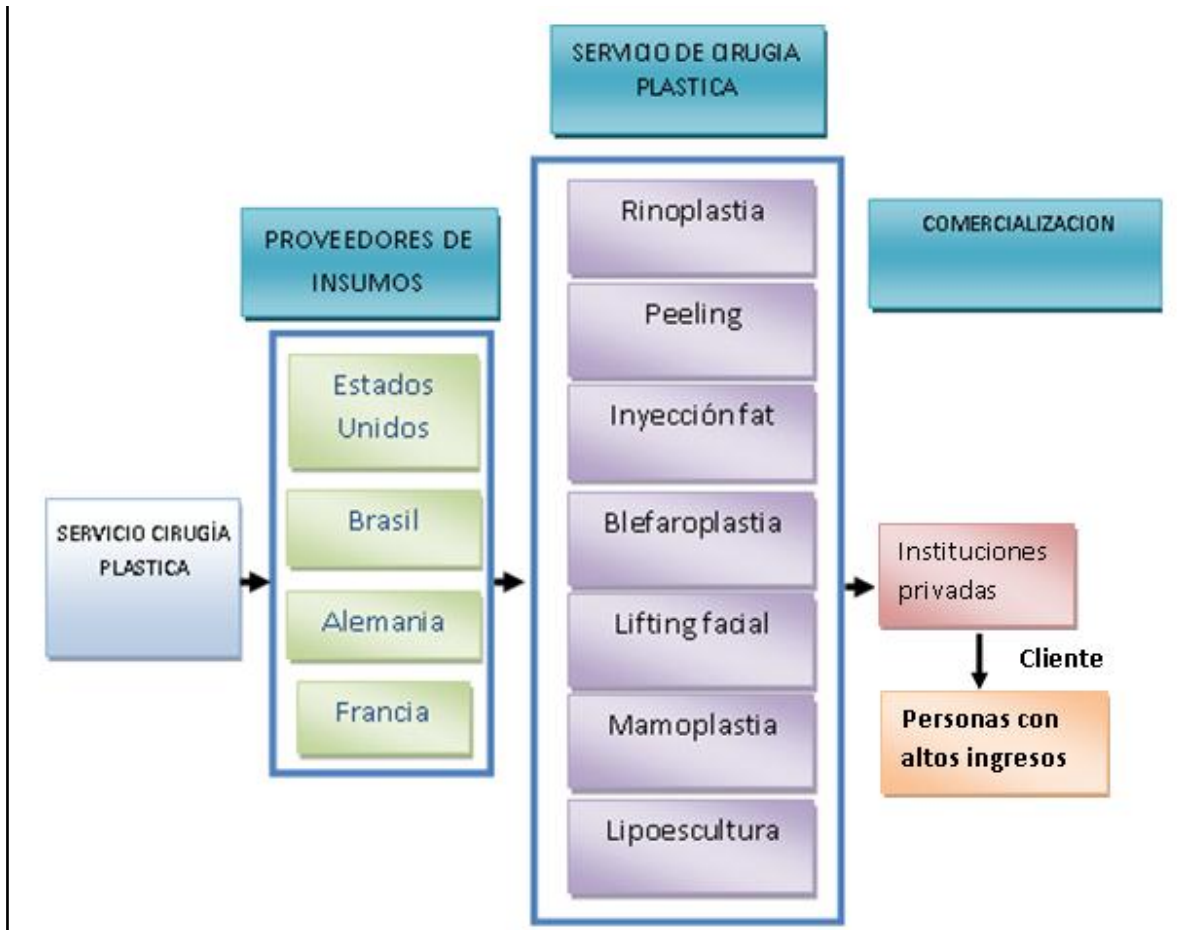 SERVICIO DE CIRUGIA
PLASTICA
PROVEEDORES DE
INSUMOS
COMERCIALIZACION
SERVICIO CIRUGÍA
PLASTICA
Estados
Unidos
Brasil
Alemania
Francia
Rinoplastia
Peeling
Inyección fat
Blefaroplastia
Lifting facial
Mamoplastia
Lipoescultura
Instituciones
privadas
Cliente
Personas con
altos ingresos